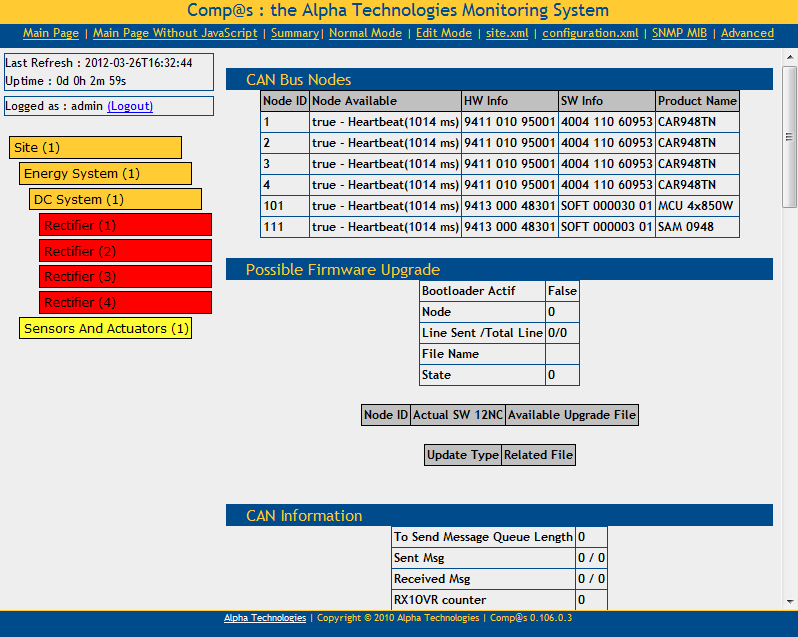 Comp@s : the Alpha Technologies Monitoring System
Main Page | Main Page Without JavaScript | Summary| Normal Mode | Edit Mode | site.xml | configuration.xml | SNMP MIB | Advanced
Last Refresh : 2012-03-26T16:32:44
Uptime : 0d 0h 2m 59s
Logged as : admin (Logout)
Site (1)
Energy System (1)
DC System (1)
Rectifier (1)
Rectifier (2)
Rectifier (3)
Rectifier (4)
Sensors And Actuators (1)
CAN Bus Nodes
Node ID Node Available HW Info SW Info Product Name
1 true - Heartbeat(1014 ms) 9411 010 95001 4004 110 60953 CAR948TN
2 true - Heartbeat(1014 ms) 9411 010 95001 4004 110 60953 CAR948TN
3 true - Heartbeat(1014 ms) 9411 010 95001 4004 110 60953 CAR948TN
4 true - Heartbeat(1014 ms) 9411 010 95001 4004 110 60953 CAR948TN
101 true - Heartbeat(1014 ms) 9413 000 48301 SOFT 000030 01 MCU 4x850W
111 true - Heartbeat(1014 ms) 9413 000 48301 SOFT 000003 01 SAM 0948
Possible Firmware Upgrade
Bootloader Actif False
Node 0
Line Sent /Total Line 0/0
File Name
State 0
Node ID Actual SW 12NC Available Upgrade File
Update Type Related File
CAN Information
To Send Message Queue Length 0
Sent Msg 0 / 0
Received Msg 0 / 0
RX1OVR counter 0
Alpha Technologies | Copyright © 2010 Alpha Technologies | Comp@s 0.106.0.3